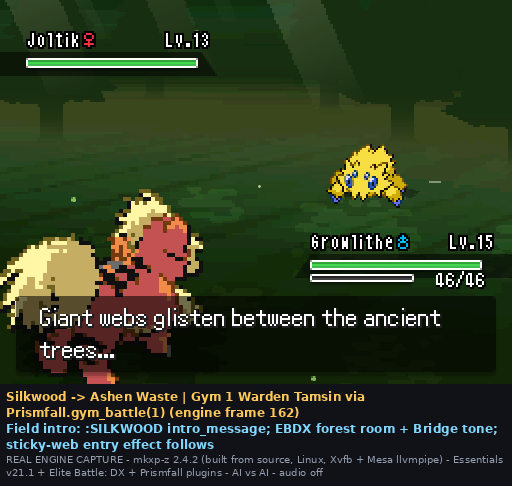 Joltik♀ Lv.13
Growlithe♂ Lv.15
46/46
Giant webs glisten between the ancient
trees...
Silkwood -> Ashen Waste | Gym 1 Warden Tamsin via
Prismfall.gym_battle(1) (engine frame 162)
Field intro: :SILKWOOD intro_message; EBDX forest room + Bridge tone;
sticky-web entry effect follows
REAL ENGINE CAPTURE - mkxp-z 2.4.2 (built from source, Linux, Xvfb + Mesa llvmpipe) - Essentials
v21.1 + Elite Battle: DX + Prismfall plugins - AI vs AI - audio off